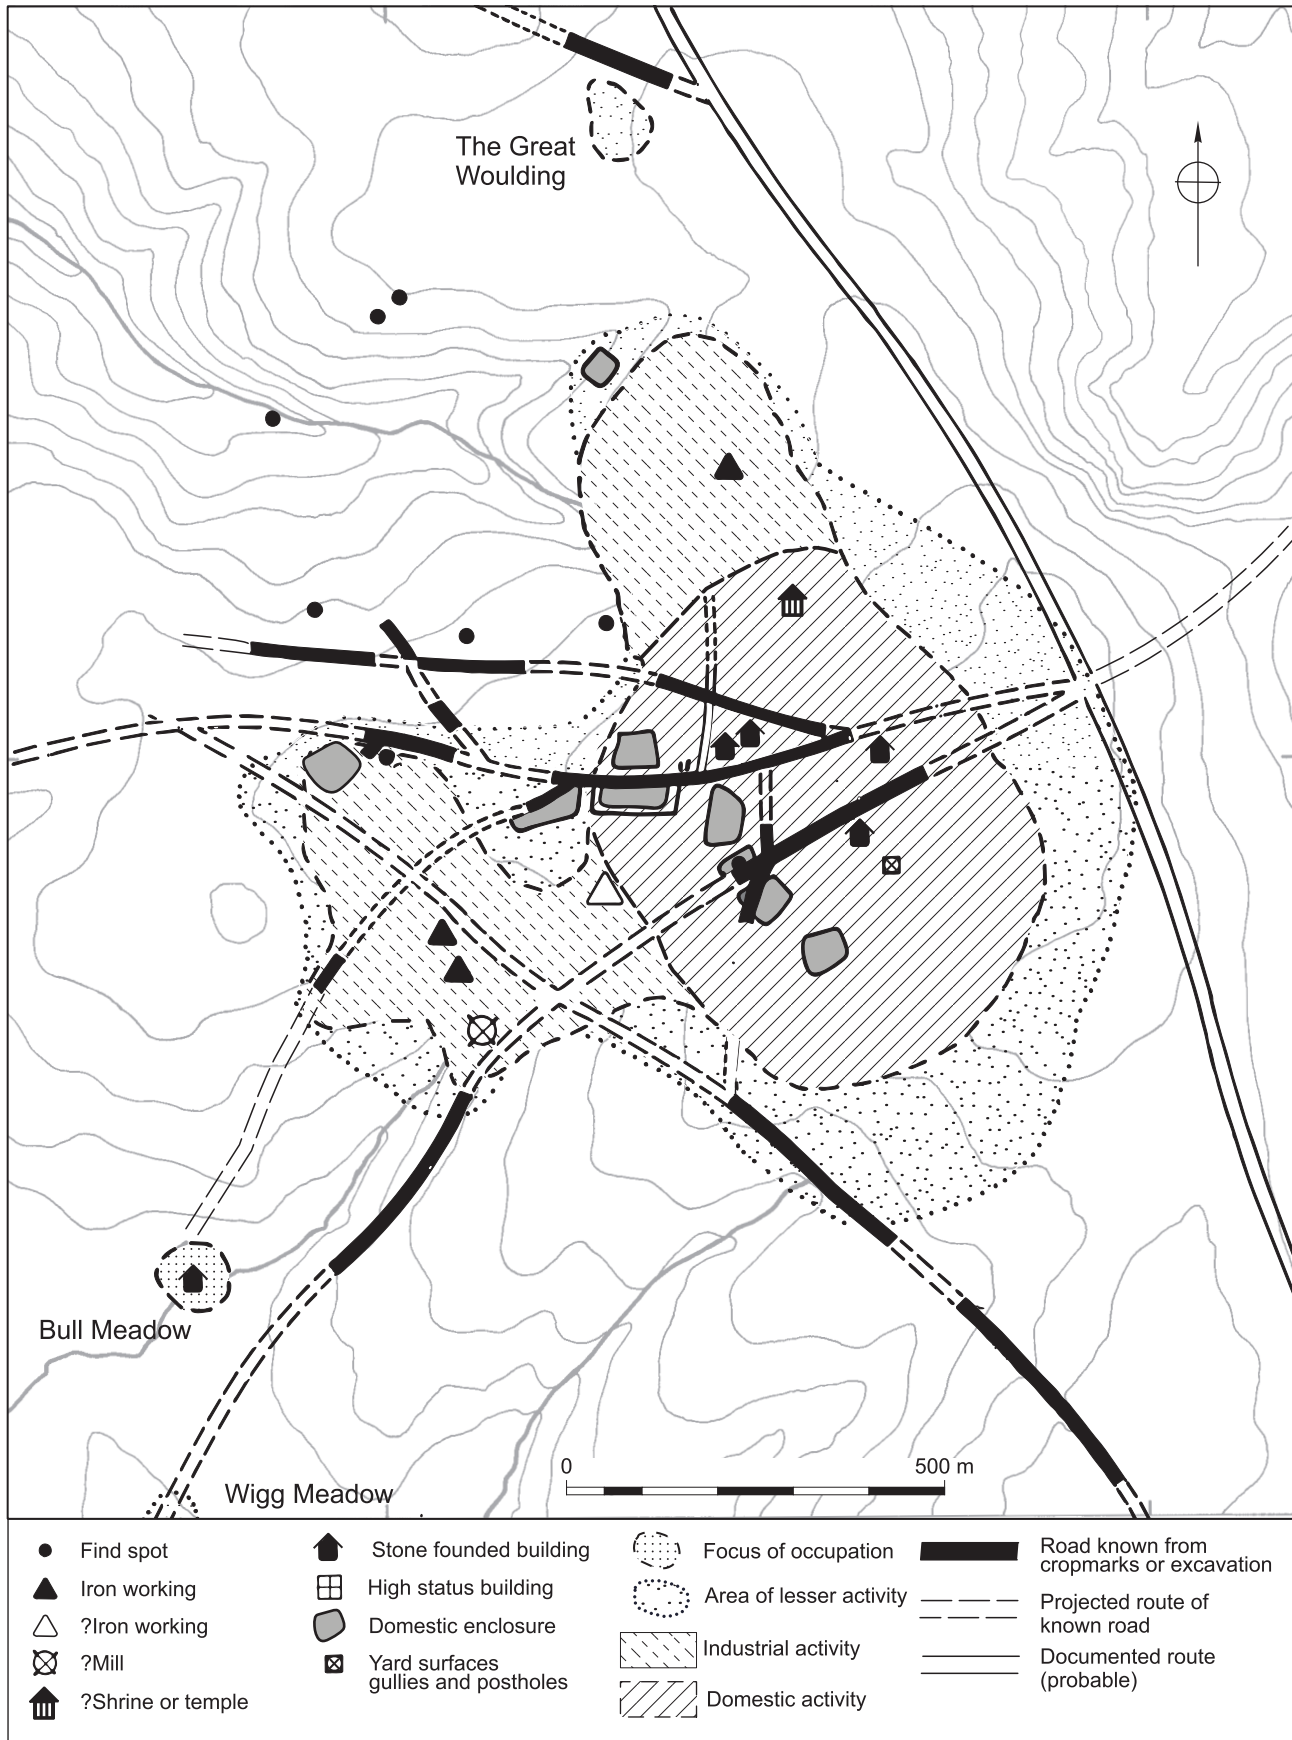 The Great
Woulding
Bull Meadow
Wigg Meadow
0 500 m
Find spot
Iron working
?Iron working
?Mill
?Shrine or temple
Stone founded building
High status building
Domestic enclosure
Yard surfaces
gullies and postholes
Focus of occupation
Area of lesser activity
Industrial activity
Domestic activity
Road known from
cropmarks or excavation
Projected route of
known road
Documented route
(probable)